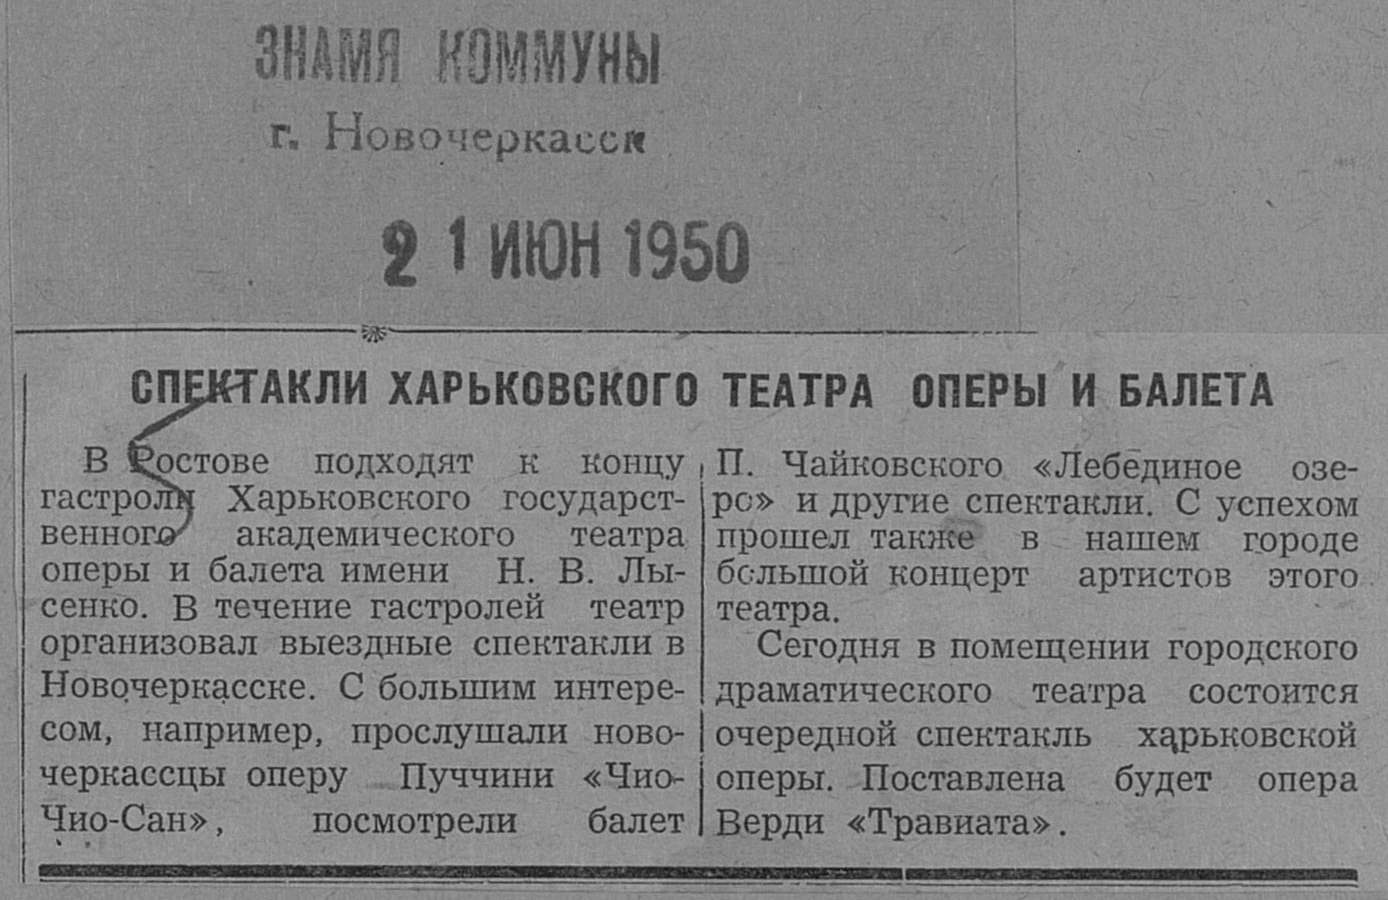 ЗНАМЯ КОММУНЫ
г. Новочеркасск
21 ИЮН 1950
СПЕКТАКЛИ ХАРЬКОВСКОГО ТЕАТРА ОПЕРЫ И БАЛЕТА
В Ростове подходят к концу
гастроли Харьковского государст-
венного академического театра
оперы и балета имени Н. В. Лы-
сенко. В течение гастролей театр
организовал выездные спектакли в
Новочеркасске. С большим интере-
сом, например, прослушали ново-
черкассцы оперу Пуччини «Чио-
Чио-Сан», посмотрели балет
П. Чайковского «Лебединое озе-
ро» и другие спектакли. С успехом
прошел также в нашем городе
большой концерт артистов этого
театра.
Сегодня в помещении городского
драматического театра состоится
очередной спектакль харьковской
оперы. Поставлена будет опера
Верди «Травиата».